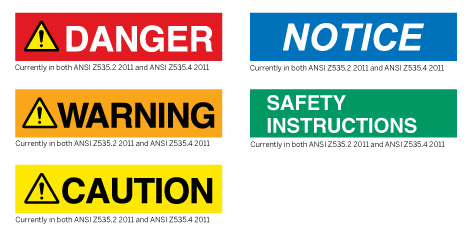 DANGER
Currently in both ANSI Z535.2 2011 and ANSI Z535.4 2011
WARNING
Currently in both ANSI Z535.2 2011 and ANSI Z535.4 2011
CAUTION
Currently in both ANSI Z535.2 2011 and ANSI Z535.4 2011
NOTICE
Currently in both ANSI Z535.2 2011 and ANSI Z535.4 2011
SAFETY
INSTRUCTIONS
Currently in both ANSI Z535.2 2011 and ANSI Z535.4 2011